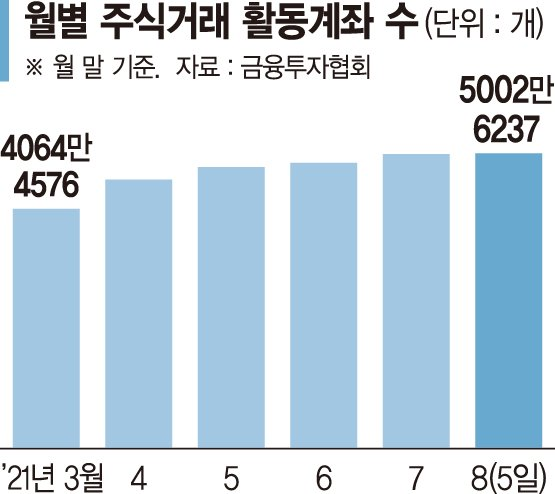 월별 주식거래 활동계좌 수 (단위 : 개)
※ 월 말 기준. 자료 : 금융투자협회
5002만
6237
4064만
4576
'21년 3월 4 5 6 7 8(5일)